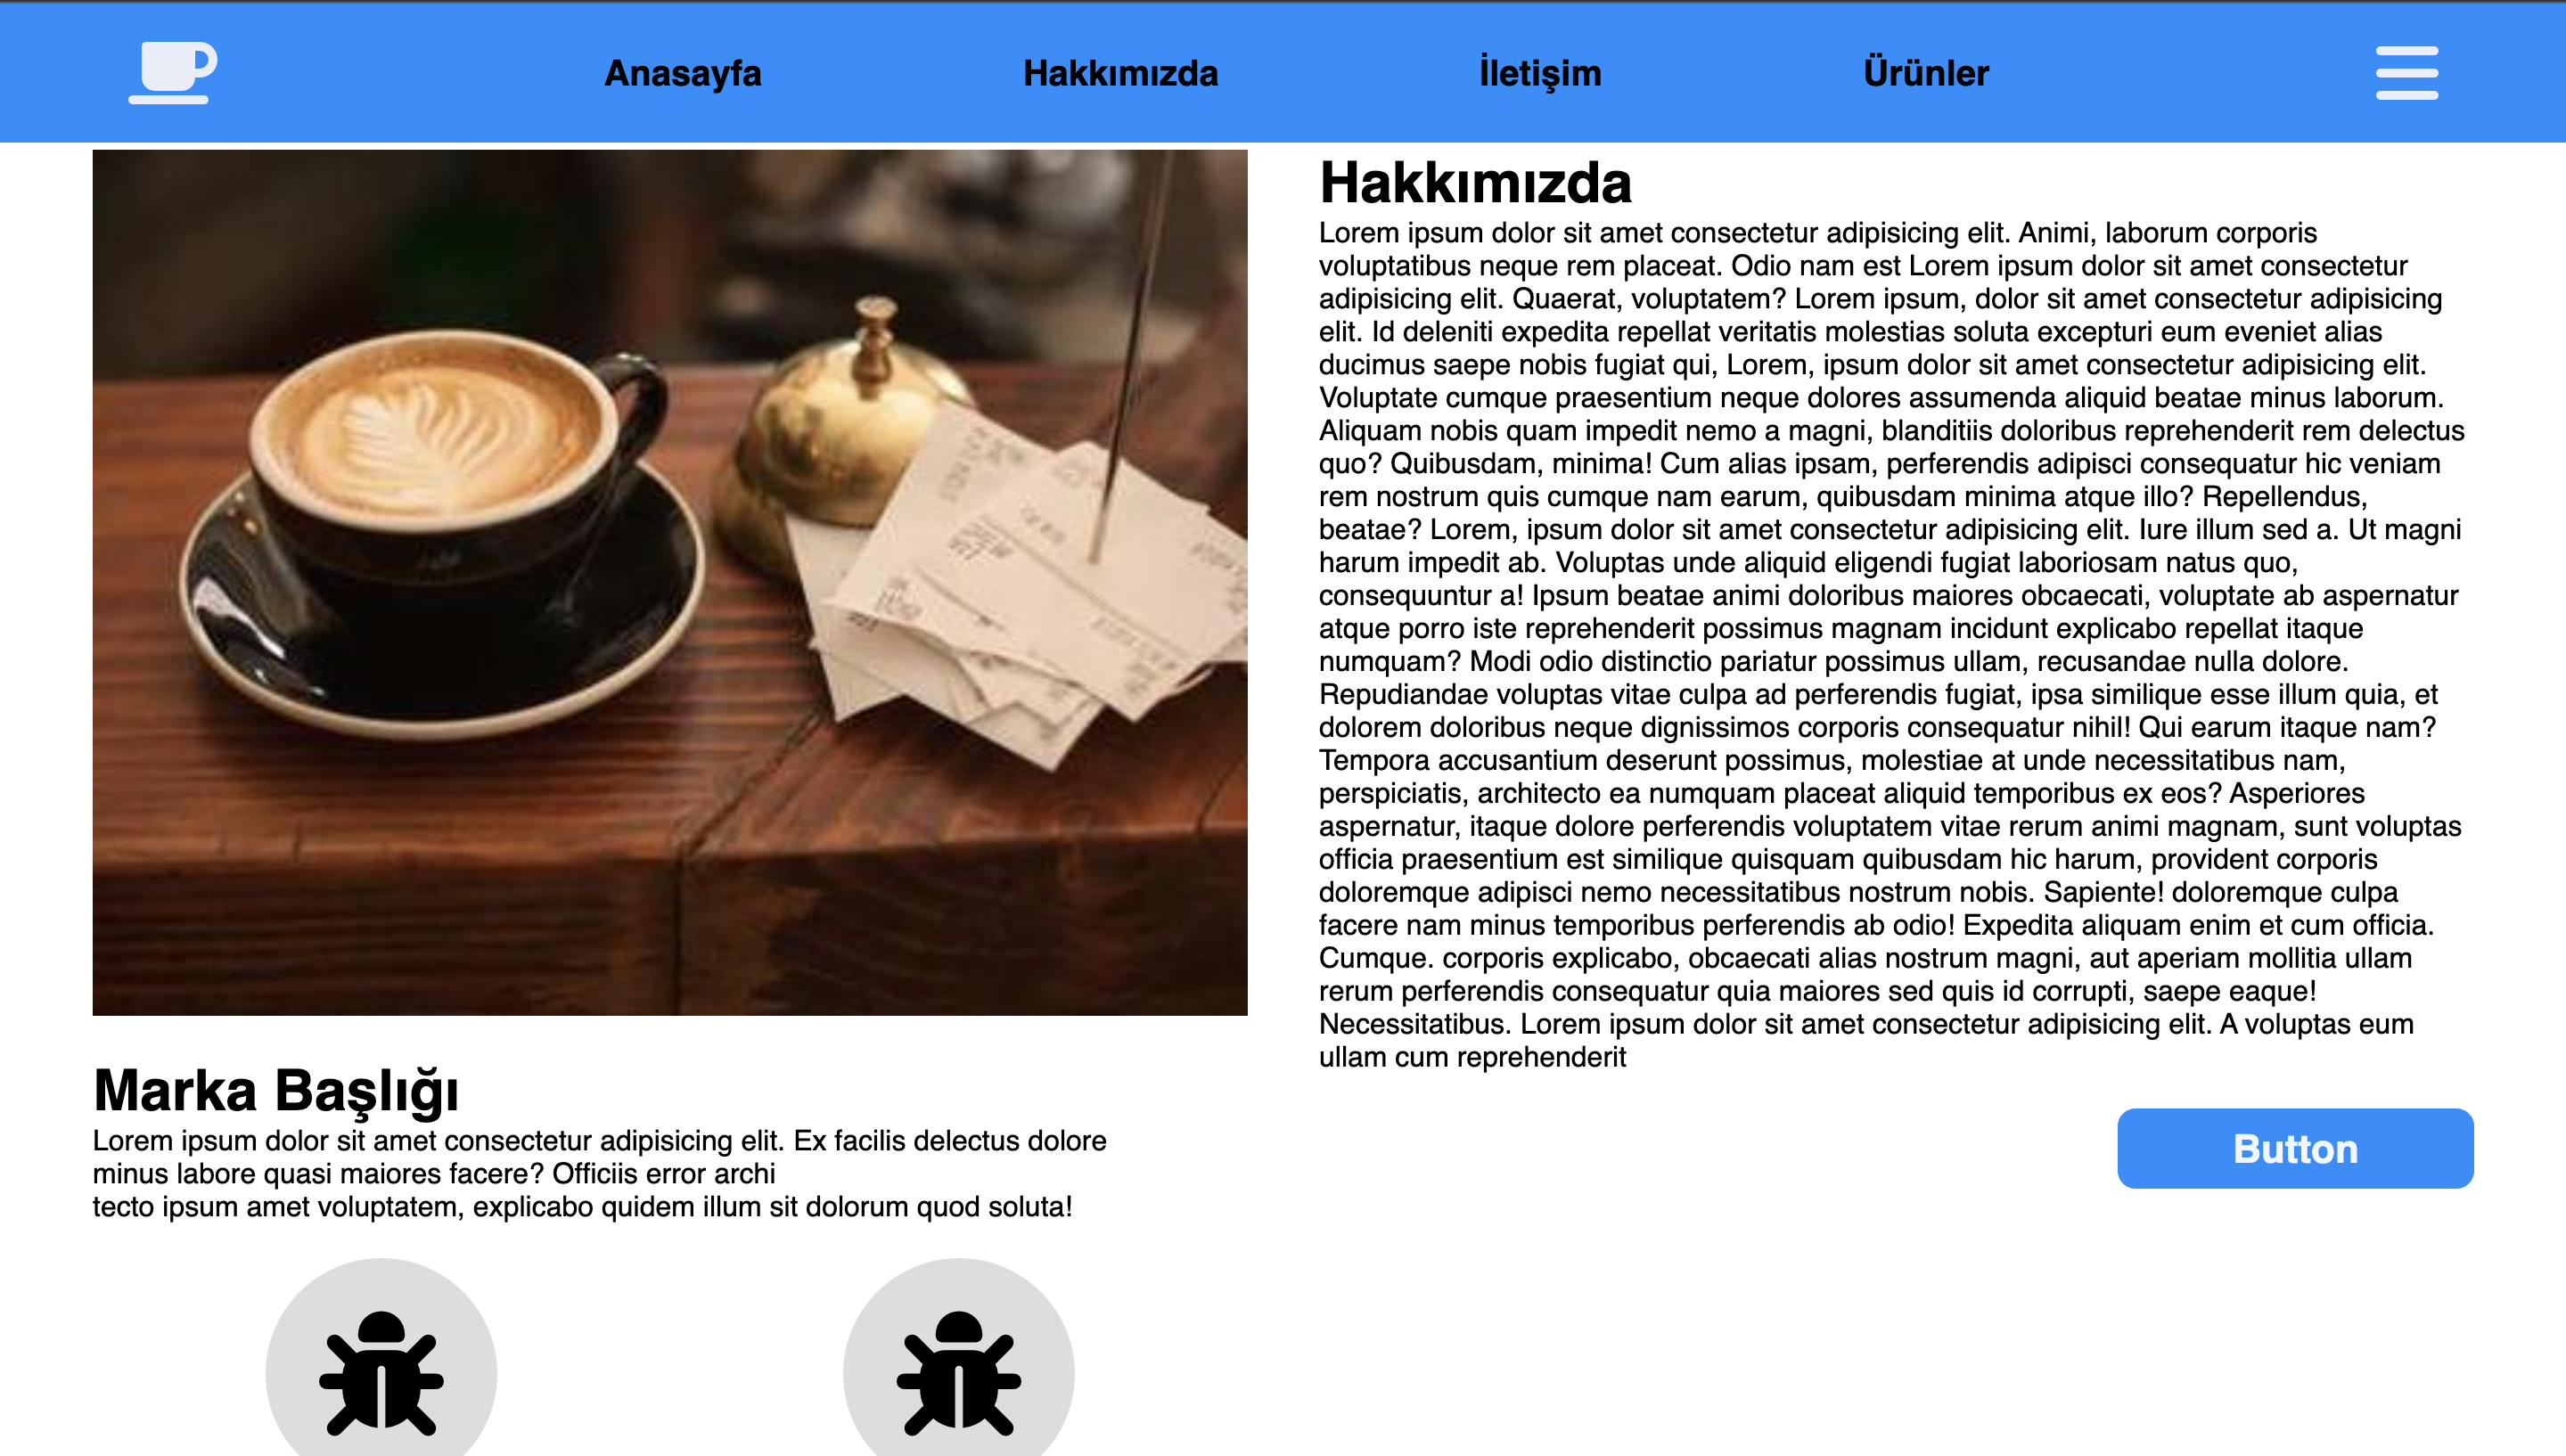 Anasayfa Hakkımızda İletişim Ürünler
Hakkımızda
Lorem ipsum dolor sit amet consectetur adipisicing elit. Animi, laborum corporis
voluptatibus neque rem placeat. Odio nam est Lorem ipsum dolor sit amet consectetur
adipisicing elit. Quaerat, voluptatem? Lorem ipsum, dolor sit amet consectetur adipisicing
elit. Id deleniti expedita repellat veritatis molestias soluta excepturi eum eveniet alias
ducimus saepe nobis fugiat qui, Lorem, ipsum dolor sit amet consectetur adipisicing elit.
Voluptate cumque praesentium neque dolores assumenda aliquid beatae minus laborum.
Aliquam nobis quam impedit nemo a magni, blanditiis doloribus reprehenderit rem delectus
quo? Quibusdam, minima! Cum alias ipsam, perferendis adipisci consequatur hic veniam
rem nostrum quis cumque nam earum, quibusdam minima atque illo? Repellendus,
beatae? Lorem, ipsum dolor sit amet consectetur adipisicing elit. Iure illum sed a. Ut magni
harum impedit ab. Voluptas unde aliquid eligendi fugiat laboriosam natus quo,
consequuntur a! Ipsum beatae animi doloribus maiores obcaecati, voluptate ab aspernatur
atque porro iste reprehenderit possimus magnam incidunt explicabo repellat itaque
numquam? Modi odio distinctio pariatur possimus ullam, recusandae nulla dolore.
Repudiandae voluptas vitae culpa ad perferendis fugiat, ipsa similique esse illum quia, et
dolorem doloribus neque dignissimos corporis consequatur nihil! Qui earum itaque nam?
Tempora accusantium deserunt possimus, molestiae at unde necessitatibus nam,
perspiciatis, architecto ea numquam placeat aliquid temporibus ex eos? Asperiores
aspernatur, itaque dolore perferendis voluptatem vitae rerum animi magnam, sunt voluptas
officia praesentium est similique quisquam quibusdam hic harum, provident corporis
doloremque adipisci nemo necessitatibus nostrum nobis. Sapiente! doloremque culpa
facere nam minus temporibus perferendis ab odio! Expedita aliquam enim et cum officia.
Cumque. corporis explicabo, obcaecati alias nostrum magni, aut aperiam mollitia ullam
rerum perferendis consequatur quia maiores sed quis id corrupti, saepe eaque!
Necessitatibus. Lorem ipsum dolor sit amet consectetur adipisicing elit. A voluptas eum
ullam cum reprehenderit
Button
Marka Başlığı
Lorem ipsum dolor sit amet consectetur adipisicing elit. Ex facilis delectus dolore
minus labore quasi maiores facere? Officiis error archi
tecto ipsum amet voluptatem, explicabo quidem illum sit dolorum quod soluta!